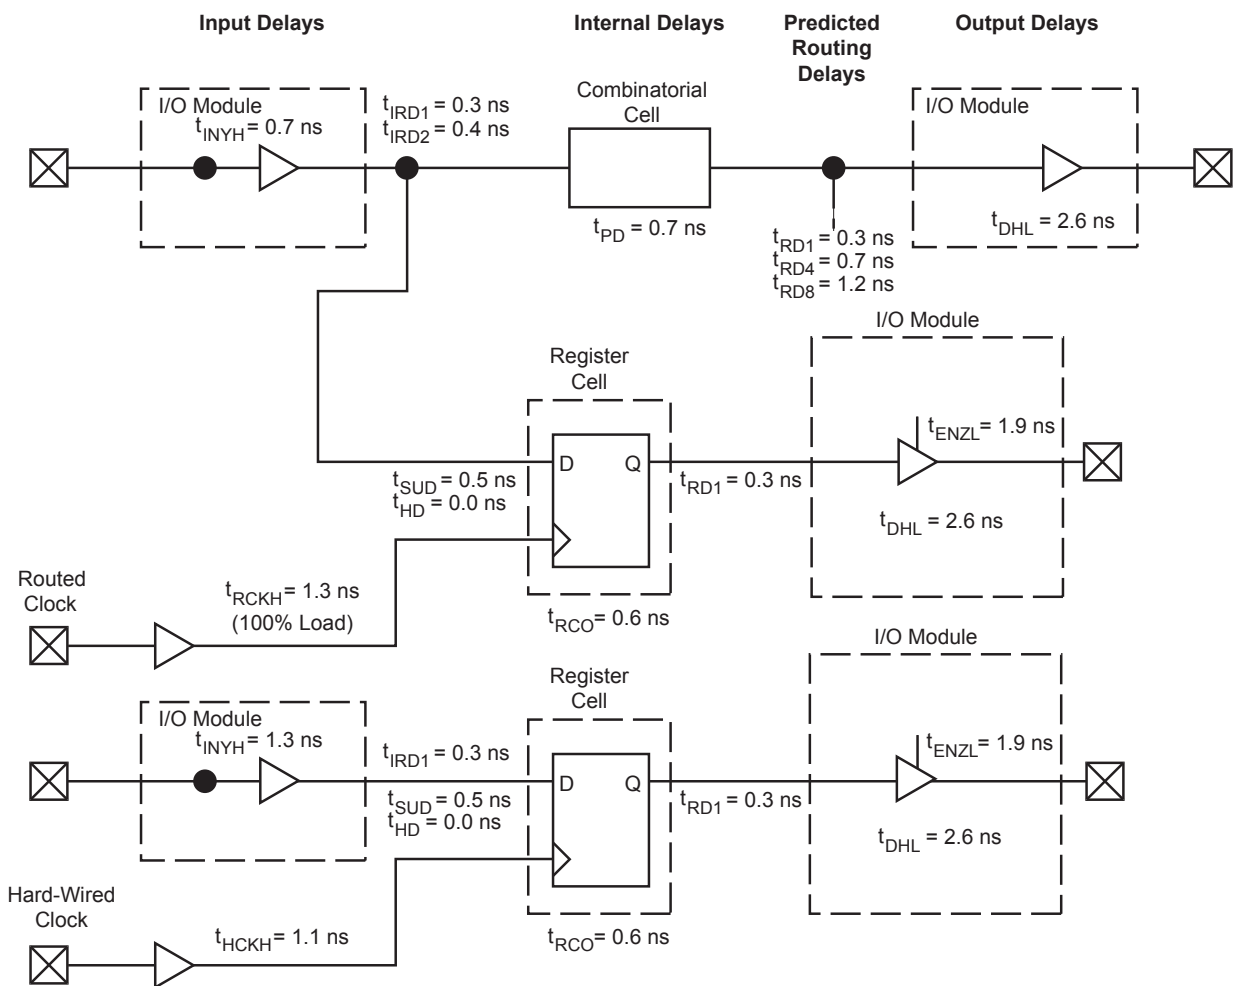 Input Delays
Internal Delays
Predicted
Routing
Delays
Output Delays
I/O Module
tINYH = 0.7 ns
tIRD1 = 0.3 ns
tIRD2 = 0.4 ns
Combinatorial
Cell
tPD = 0.7 ns
tRD1 = 0.3 ns
tRD4 = 0.7 ns
tRD8 = 1.2 ns
I/O Module
tDHL = 2.6 ns
Register
Cell
D
Q
tSUD = 0.5 ns
tHD = 0.0 ns
tRD1 = 0.3 ns
I/O Module
tENZL = 1.9 ns
tDHL = 2.6 ns
Routed
Clock
tRCKH = 1.3 ns
(100% Load)
tRCO = 0.6 ns
I/O Module
tINYH = 1.3 ns
tIRD1 = 0.3 ns
tSUD = 0.5 ns
tHD = 0.0 ns
Register
Cell
D
Q
tRD1 = 0.3 ns
I/O Module
tENZL = 1.9 ns
tDHL = 2.6 ns
Hard-Wired
Clock
tHCKH = 1.1 ns
tRCO = 0.6 ns